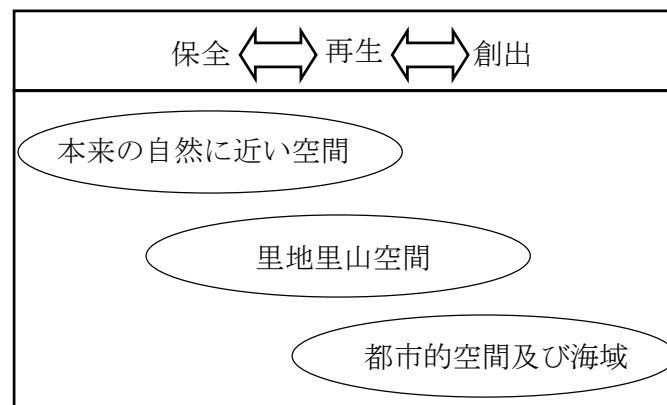 保全 再生 創出
本来の自然に近い空間
里地里山空間
都市的空間及び海域